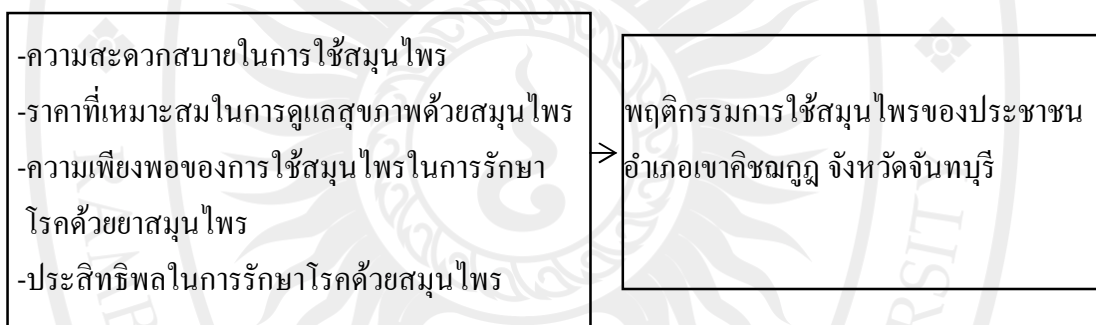 -ความสะดวกสบายในการใช้สมุนไพร
-ราคาที่เหมาะสมในการดูแลสุขภาพด้วยสมุนไพร
-ความเพียงพอของการใช้สมุนไพรในการรักษา
โรคด้วยยาสมุนไพร
-ประสิทธิพลในการรักษาโรคด้วยสมุนไพร
พฤติกรรมการใช้สมุนไพรของประชาชน
อำเภอเขาคิชฌกูฏ จังหวัดจันทบุรี